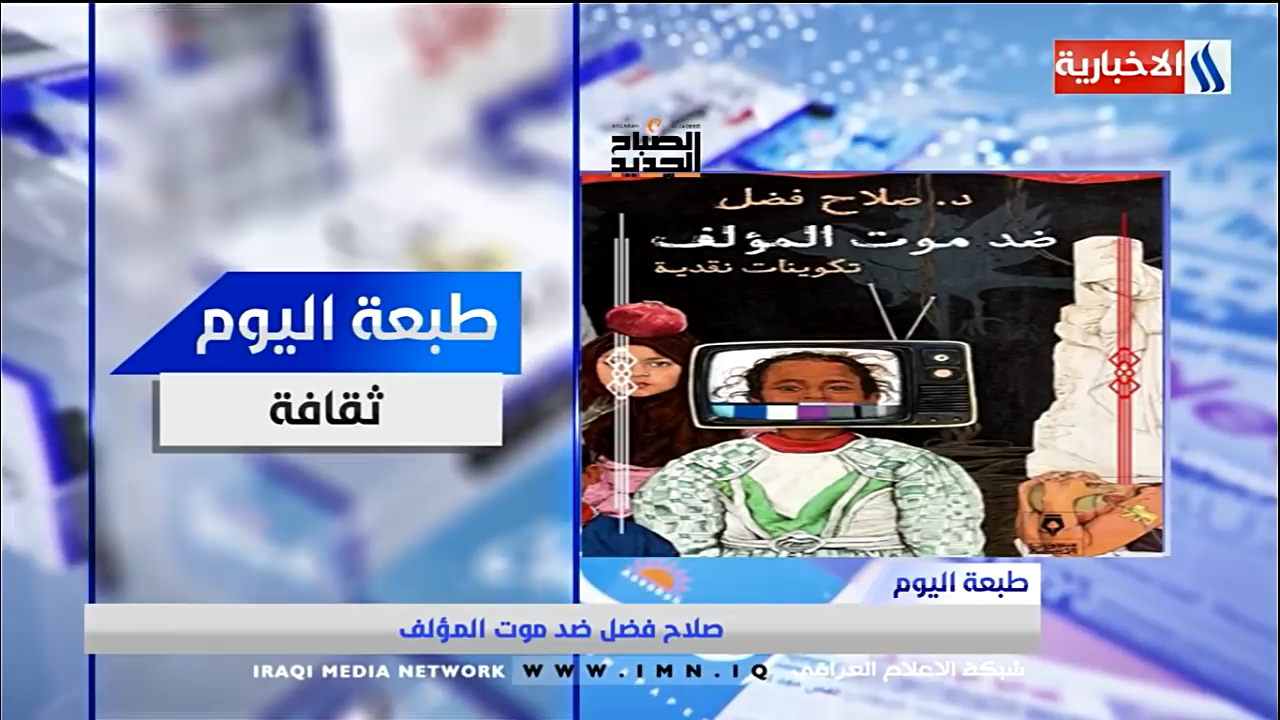 الاخبارية
الصباح
الجديد
د. صلاح فضل
ضد موت المؤلف
تكوينات نقدية
طبعة اليوم
ثقافة
طبعة اليوم
صلاح فضل ضد موت المؤلف
IRAQI MEDIA NETWORK WWW.IMN.IQ شبكة الاعلام العراقي